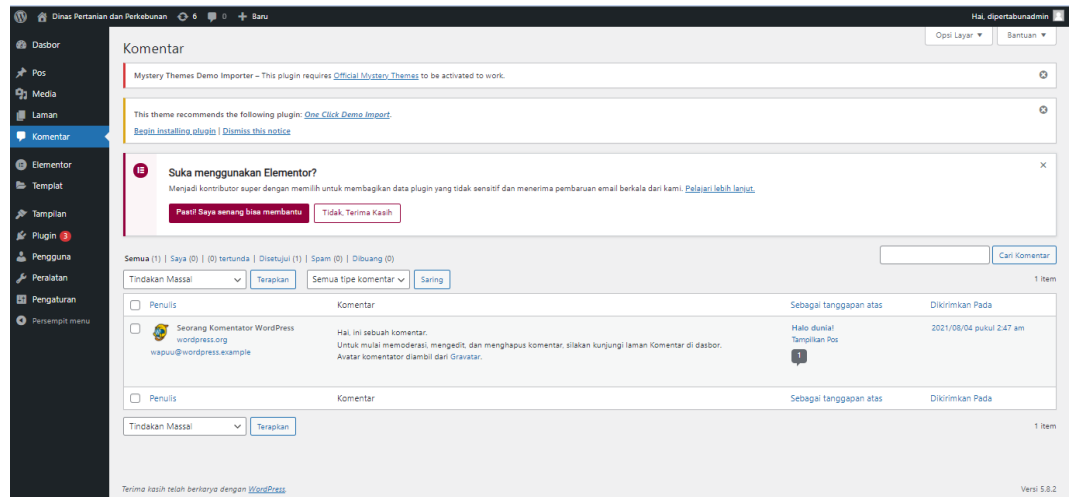 Dinas Pertanian dan Perkebunan 6 0 + Baru Hai, dipertabunadmin
Opsi Layar ▼ Bantuan ▼
Dasbor
Pos
Media
Laman
Komentar
Elementor
Templat
Tampilan
Plugin 3
Pengguna
Peralatan
Pengaturan
Persempit menu
Komentar
Mystery Themes Demo Importer – This plugin requires Official Mystery Themes to be activated to work.
This theme recommends the following plugin: One Click Demo Import.
Begin installing plugin | Dismiss this notice
Suka menggunakan Elementor?
Menjadi kontributor super dengan memilih untuk membagikan data plugin yang tidak sensitif dan menerima pembaruan email berkala dari kami. Pelajari lebih lanjut.
Pasti! Saya senang bisa membantu Tidak, Terima Kasih
Semua (1) | Saya (0) | (0) tertunda | Disetujui (1) | Spam (0) | Dibuang (0)
Cari Komentar
Tindakan Massal Terapkan Semua tipe komentar Saring 1 item
Penulis Komentar Sebagai tanggapan atas Dikirimkan Pada
Seorang Komentator WordPress
wordpress.org
wapuu@wordpress.example
Hai, ini sebuah komentar.
Untuk mulai memoderasi, mengedit, dan menghapus komentar, silakan kunjungi laman Komentar di dasbor.
Avatar komentator diambil dari Gravatar.
Halo dunia!
Tampilkan Pos
1
2021/08/04 pukul 2:47 am
Penulis Komentar Sebagai tanggapan atas Dikirimkan Pada
Tindakan Massal Terapkan 1 item
Terima kasih telah berkarya dengan WordPress. Versi 5.8.2